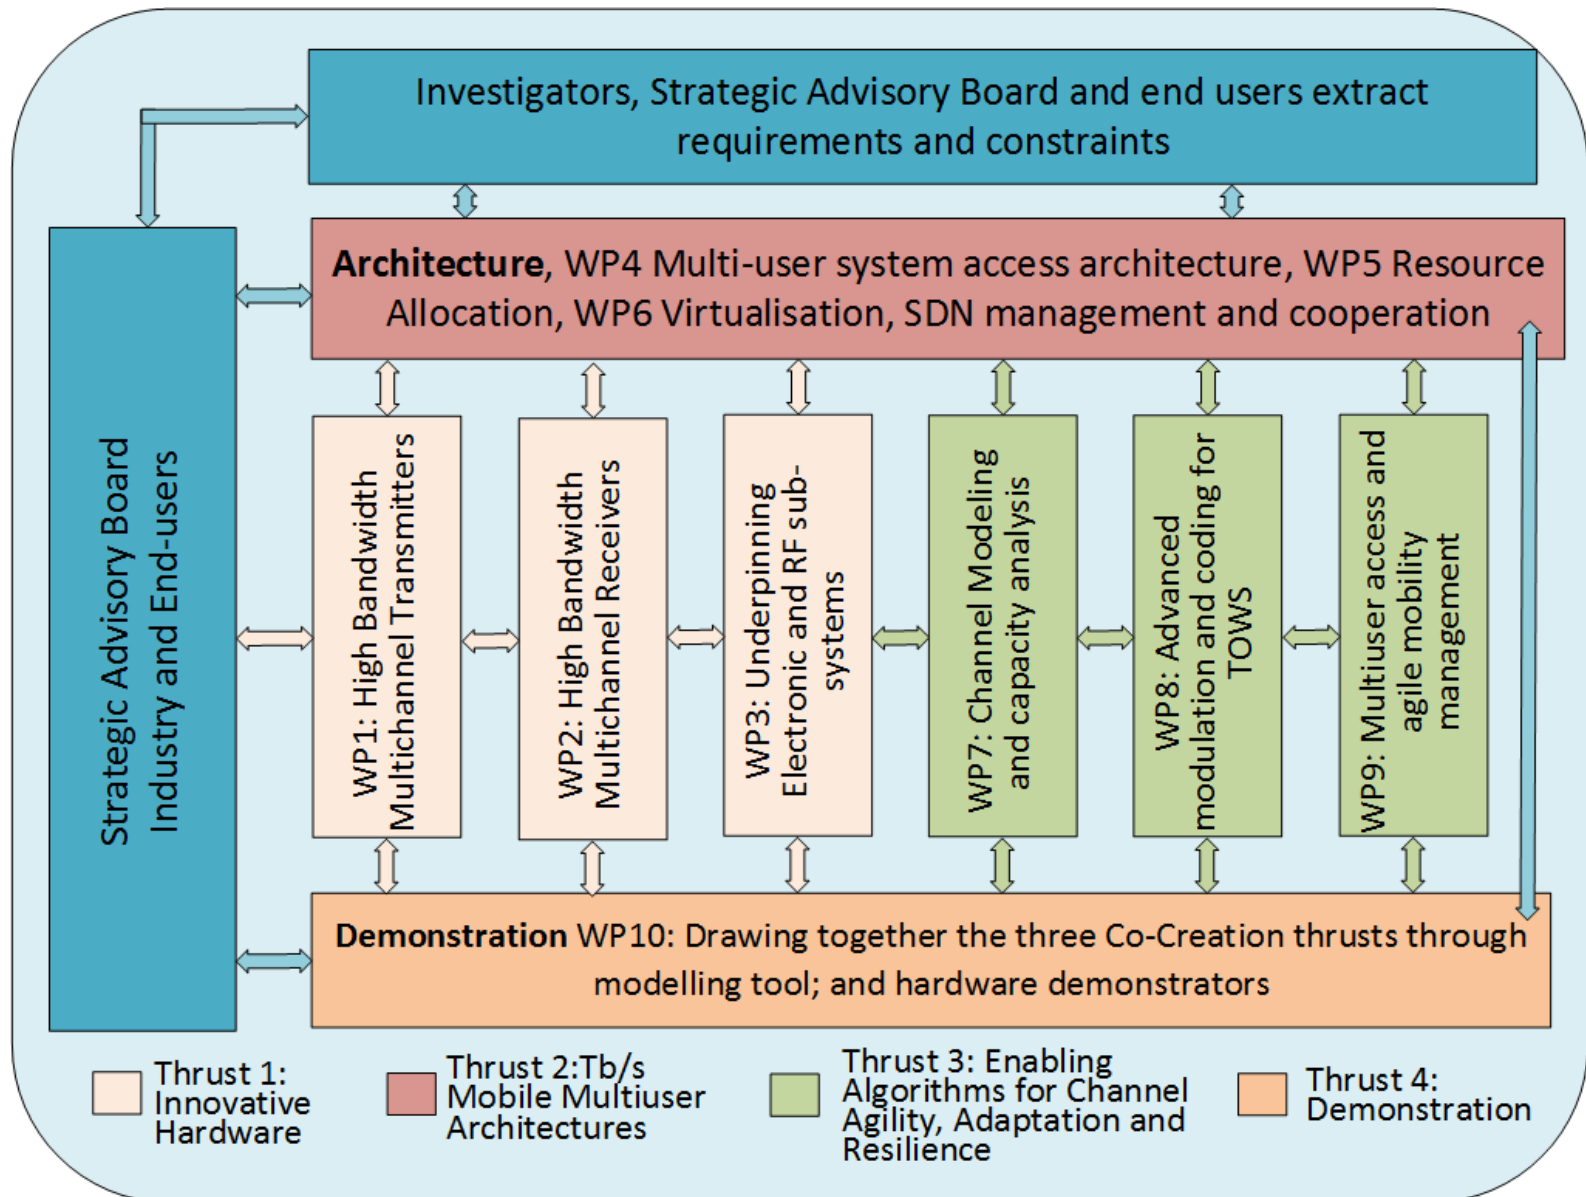 Investigators, Strategic Advisory Board and end users extract
requirements and constraints
Architecture, WP4 Multi-user system access architecture, WP5 Resource
Allocation, WP6 Virtualisation, SDN management and cooperation
Strategic Advisory Board
Industry and End-users
WP1: High Bandwidth
Multichannel Transmitters
WP2: High Bandwidth
Multichannel Receivers
WP3: Underpinning
Electronic and RF sub-
systems
WP7: Channel Modeling
and capacity analysis
WP8: Advanced
modulation and coding for
TOWS
WP9: Multiuser access and
agile mobility
management
Demonstration WP10: Drawing together the three Co-Creation thrusts through
modelling tool; and hardware demonstrators
Thrust 1:
Innovative
Hardware
Thrust 2:Tb/s
Mobile Multiuser
Architectures
Thrust 3: Enabling
Algorithms for Channel
Agility, Adaptation and
Resilience
Thrust 4:
Demonstration